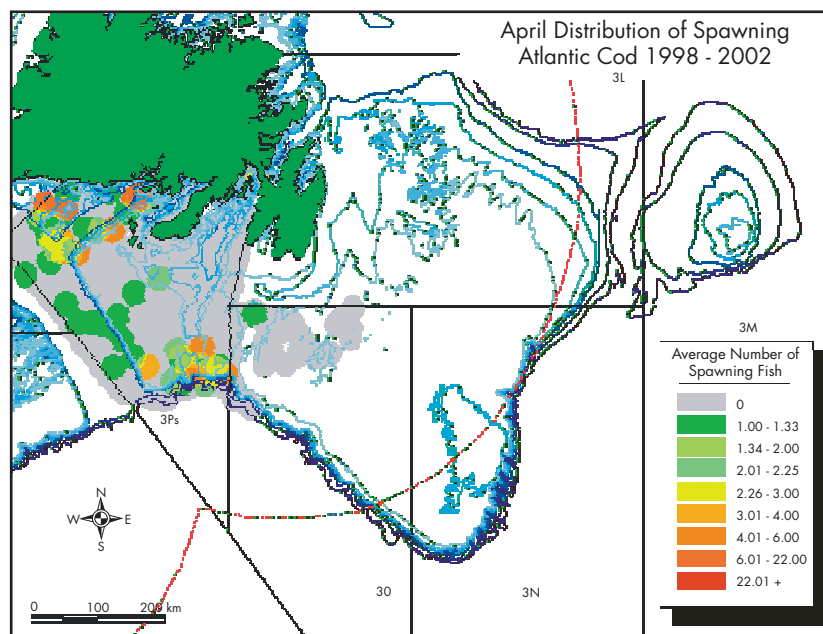 April Distribution of Spawning
Atlantic Cod 1998 - 2002
3L
3M
Average Number of
Spawning Fish
0
1.00 - 1.33
1.34 - 2.00
2.01 - 2.25
2.26 - 3.00
3.01 - 4.00
4.01 - 6.00
6.01 - 22.00
22.01 +
3Ps
N
W E
S
0 100 200 km
30
3N